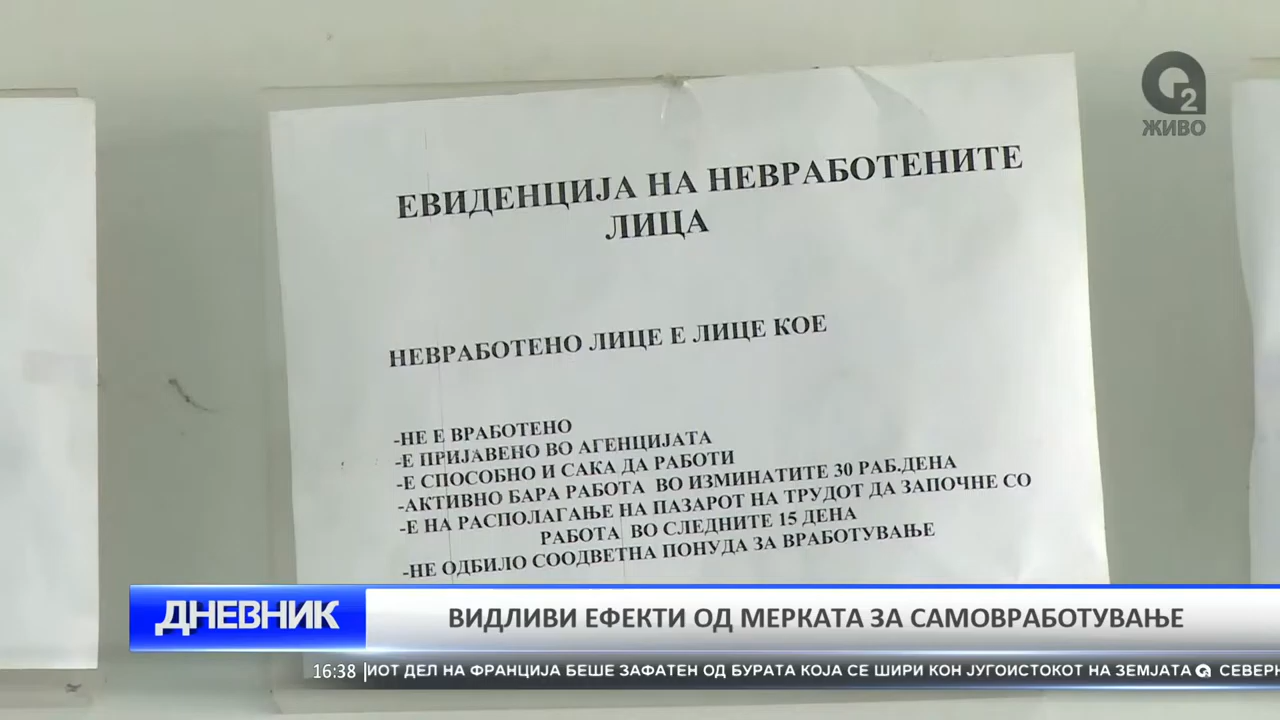 2
ЖИВО
ЕВИДЕНЦИЈА НА НЕВРАБОТЕНИТЕ
ЛИЦА
НЕВРАБОТЕНО ЛИЦЕ Е ЛИЦЕ КОЕ
-НЕ Е ВРАБОТЕНО
-Е ПРИЈАВЕНО ВО АГЕНЦИЈАТА
-Е СПОСОБНО И САКА ДА РАБОТИ
-АКТИВНО БАРА РАБОТА ВО ИЗМИНАТИТЕ 30 РАБ.ДЕНА
-Е НА РАСПОЛАГАЊЕ НА ПАЗАРОТ НА ТРУДОТ ДА ЗАПОЧНЕ СО
РАБОТА ВО СЛЕДНИТЕ 15 ДЕНА
-НЕ ОДБИЛО СООДВЕТНА ПОНУДА ЗА ВРАБОТУВАЊЕ
ДНЕВНИК
ВИДЛИВИ ЕФЕКТИ ОД МЕРКАТА ЗА САМОВРАБОТУВАЊЕ
16:38 ИОТ ДЕЛ НА ФРАНЦИЈА БЕШЕ ЗАФАТЕН ОД БУРАТА КОЈА СЕ ШИРИ КОН ЈУГОИСТОКОТ НА ЗЕМЈАТА СЕВЕРН